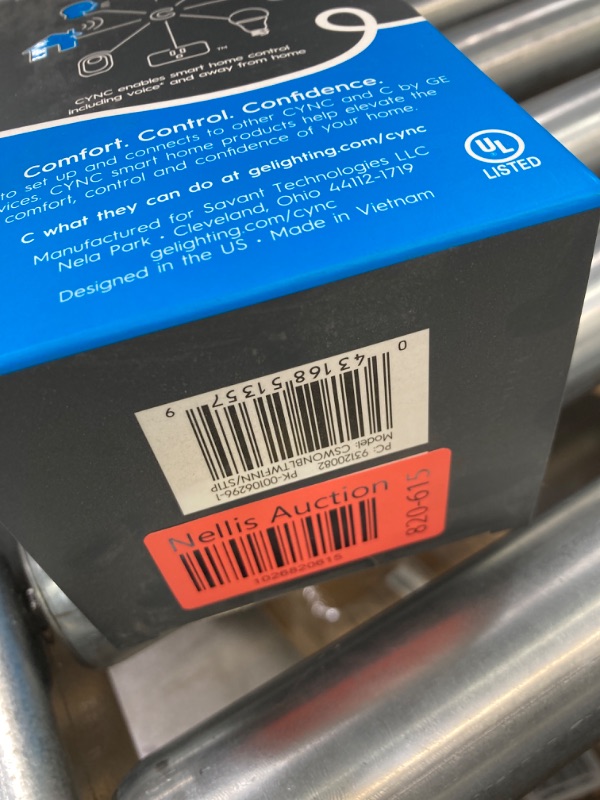 CYNC enables smart home control
including voice* and away from home
Comfort. Control. Confidence.
to set up and connects to other CYNC and C by GE
vices. CYNC smart home products help elevate the
comfort, control and confidence of your home.
C what they can do at gelighting.com/cync
Manufactured for Savant Technologies LLC
Nela Park • Cleveland, Ohio 44112-1719
gelighting.com/cync
Designed in the US • Made in Vietnam
UL
LISTED
0 43168 51357 9
PC: 93120082 PK-00106296-1
Model: CSWONBLTWFINN/STIP
Nellis Auction
1026820615
820-615